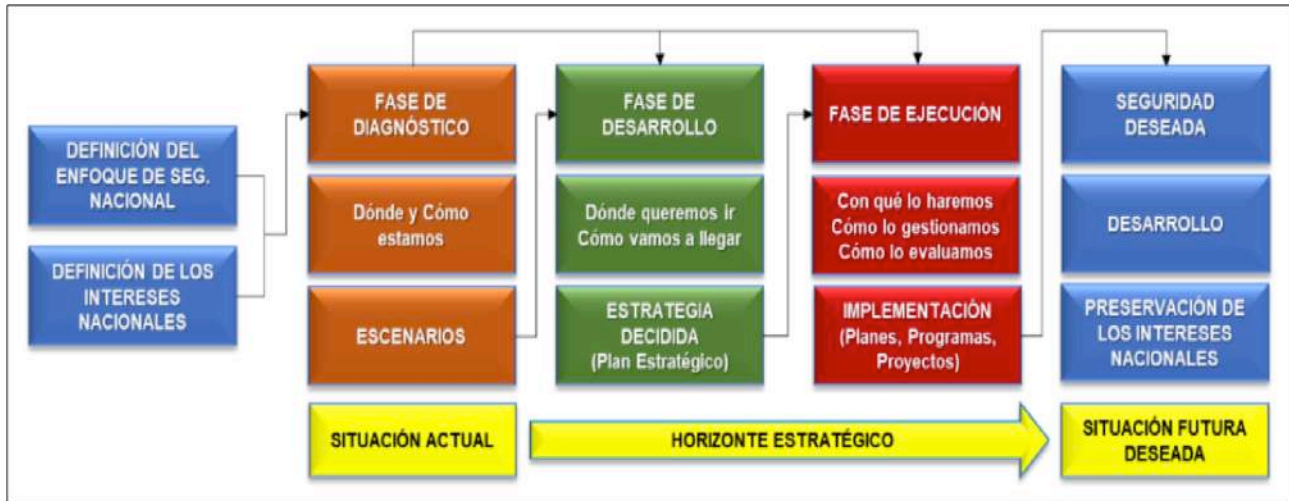 DEFINICIÓN DEL
ENFOQUE DE SEG.
NACIONAL
DEFINICIÓN DE LOS
INTERESES
NACIONALES
FASE DE
DIAGNÓSTICO
Dónde y Cómo
estamos
ESCENARIOS
FASE DE
DESARROLLO
Dónde queremos ir
Cómo vamos a llegar
ESTRATEGIA
DECIDIDA
(Plan Estratégico)
FASE DE EJECUCIÓN
Con qué lo haremos
Cómo lo gestionamos
Cómo lo evaluamos
IMPLEMENTACIÓN
(Planes, Programas,
Proyectos)
SEGURIDAD
DESEADA
DESARROLLO
PRESERVACIÓN DE
LOS INTERESES
NACIONALES
SITUACIÓN ACTUAL
HORIZONTE ESTRATÉGICO
SITUACIÓN FUTURA
DESEADA